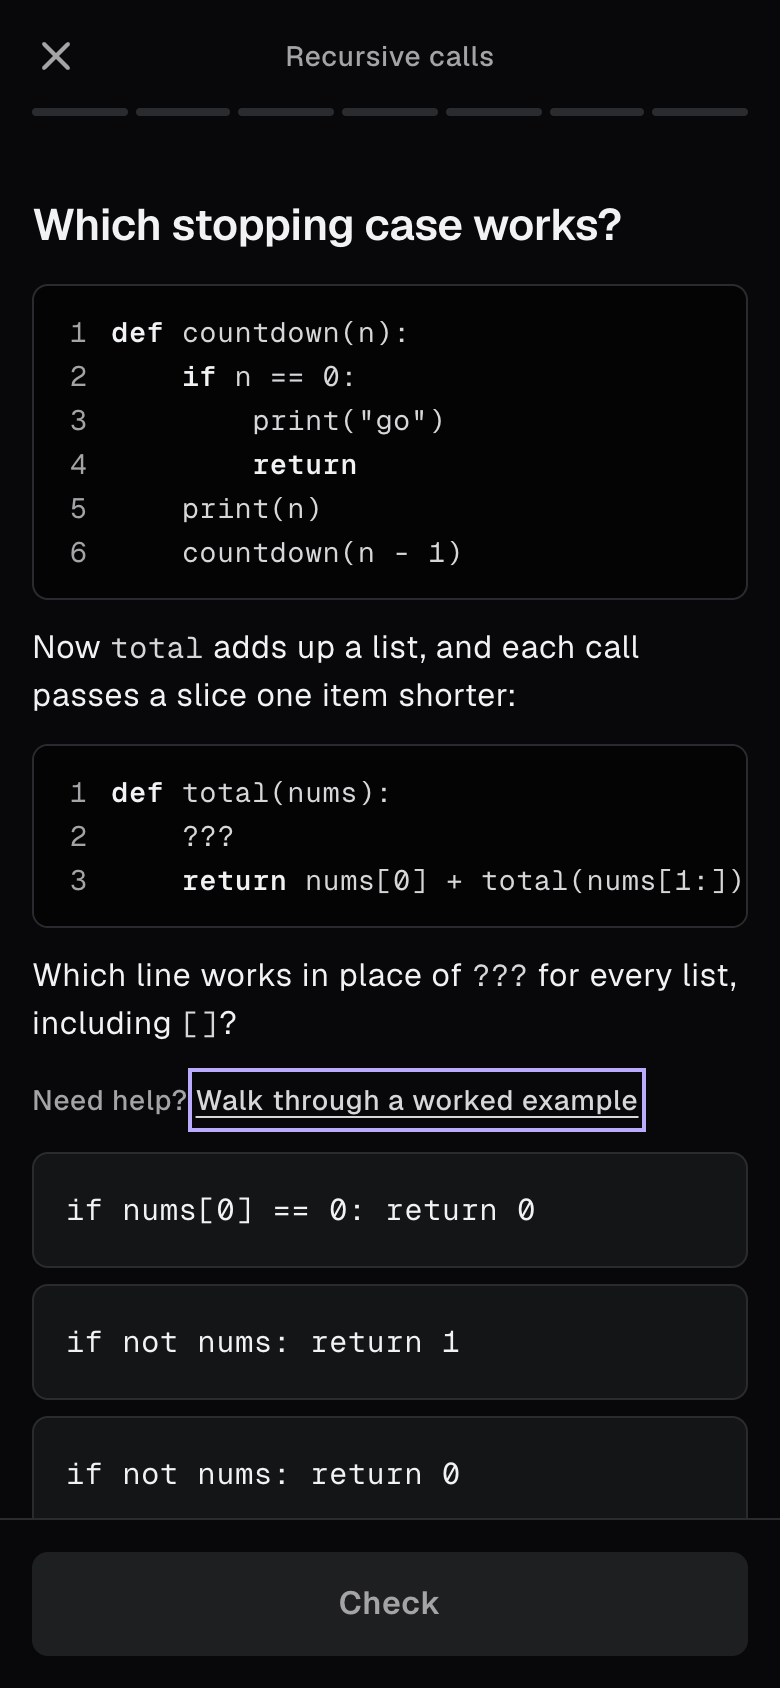 Recursive calls
Which stopping case works?
1 def countdown(n):
2     if n == 0:
3         print("go")
4         return
5     print(n)
6     countdown(n - 1)
Now total adds up a list, and each call
passes a slice one item shorter:
1 def total(nums):
2     ???
3     return nums[0] + total(nums[1:])
Which line works in place of ??? for every list,
including []?
Need help? Walk through a worked example
if nums[0] == 0: return 0
if not nums: return 1
if not nums: return 0
Check